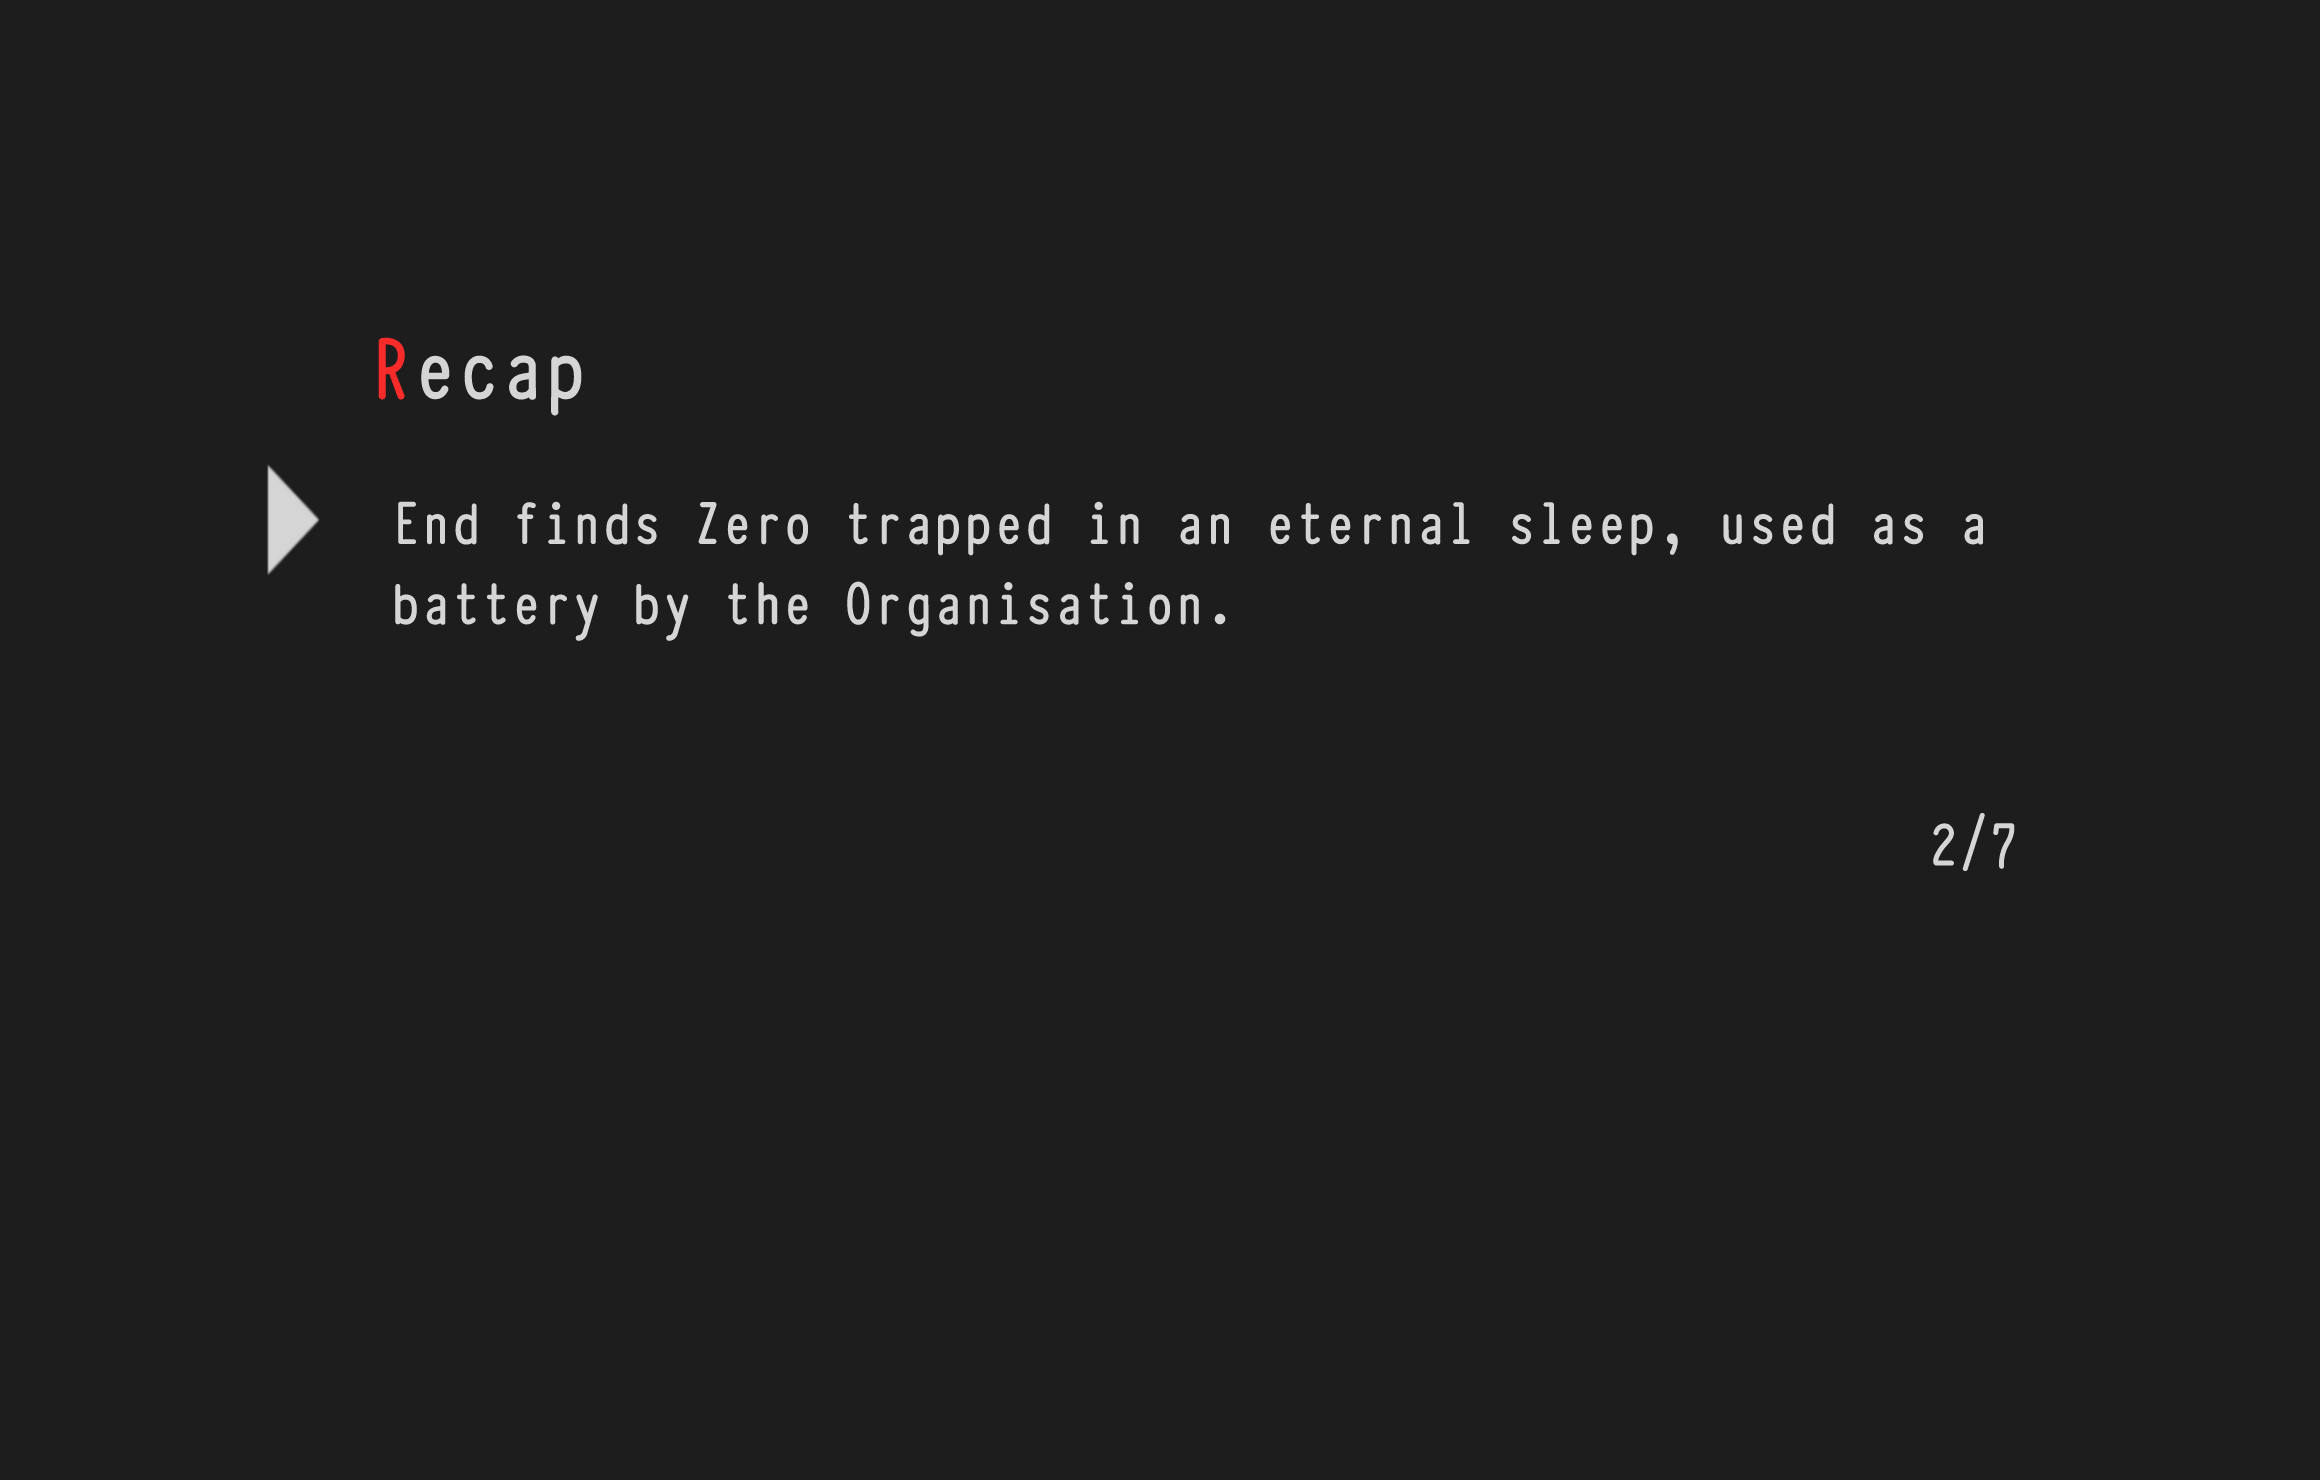 Recap
End finds Zero trapped in an eternal sleep, used as a
battery by the Organisation.
2/7